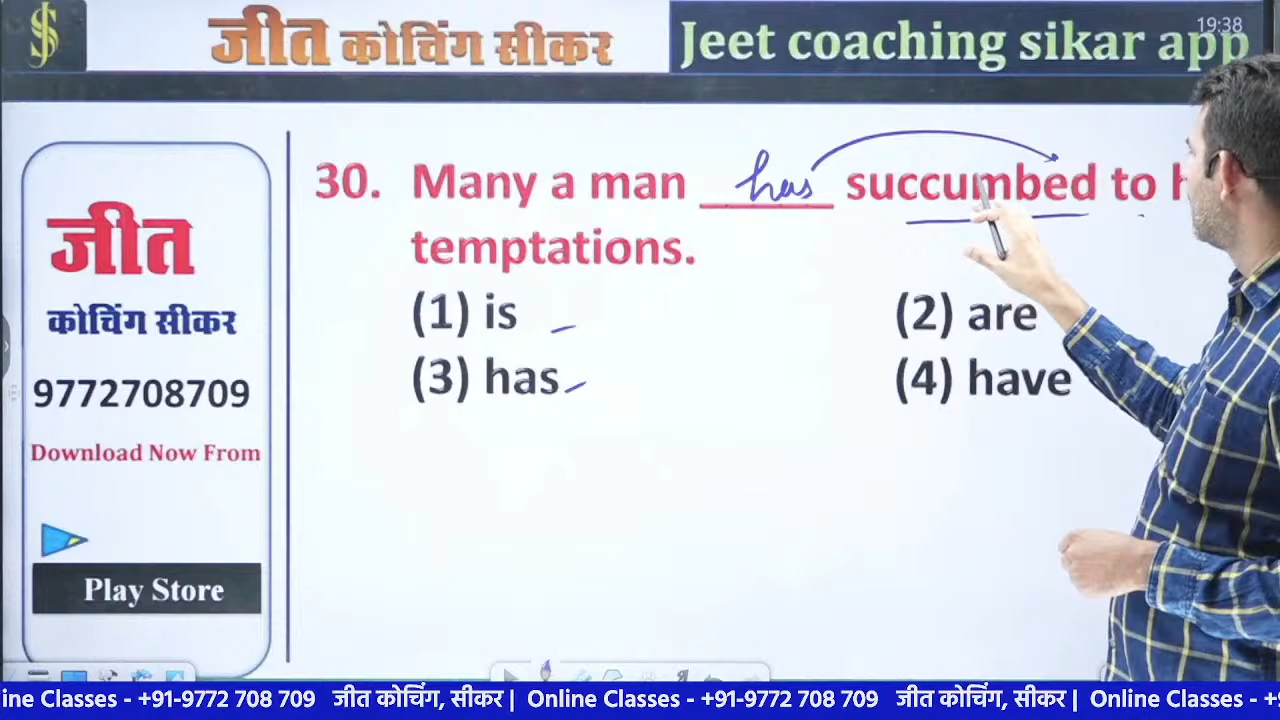 जीत कोचिंग सीकर
Jeet coaching sikar app
19:38
30. Many a man has succumbed to
temptations.
(1) is
(2) are
(3) has
(4) have
जीत
कोचिंग सीकर
9772708709
Download Now From
Play Store
ine Classes - +91-9772 708 709 जीत कोचिंग, सीकर | Online Classes - +91-9772 708 709 जीत कोचिंग, सीकर | Online Classes - +9